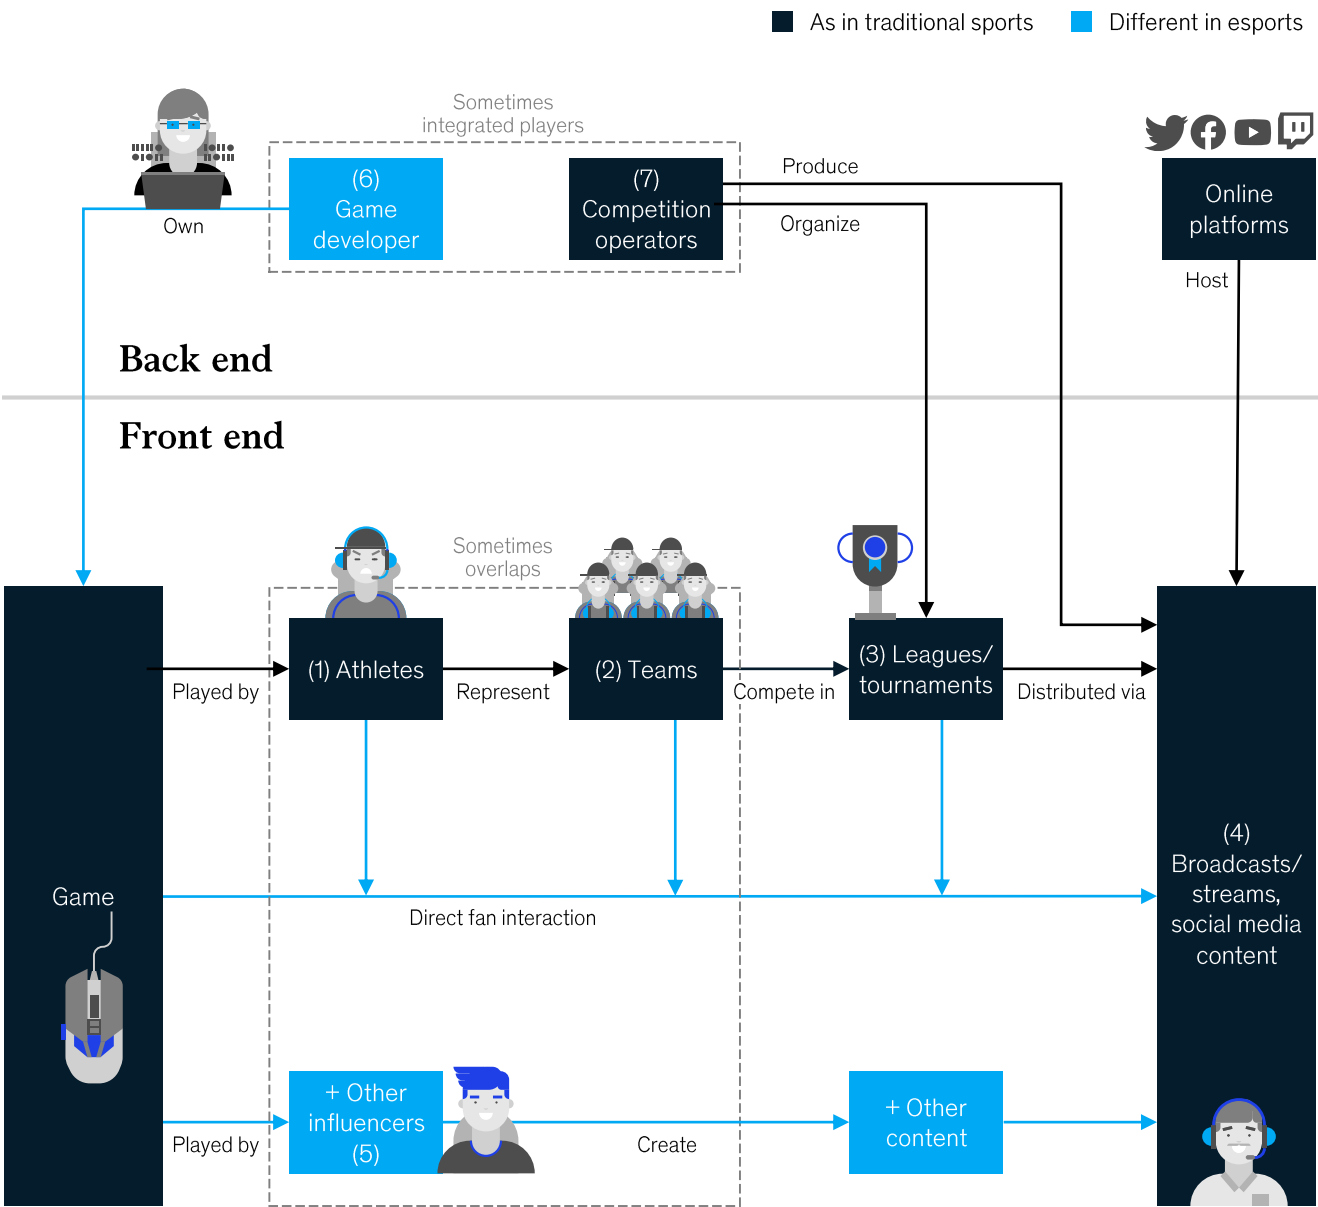 As in traditional sports
Different in esports
Sometimes
integrated players
(6)
Game
developer
(7)
Competition
operators
Produce
Organize
Online
platforms
Own
Host
Back end
Front end
Sometimes
overlaps
(1) Athletes
(2) Teams
(3) Leagues/
tournaments
Played by
Represent
Compete in
Distributed via
(4)
Broadcasts/
streams,
social media
content
Game
Direct fan interaction
+ Other
influencers
(5)
+ Other
content
Played by
Create